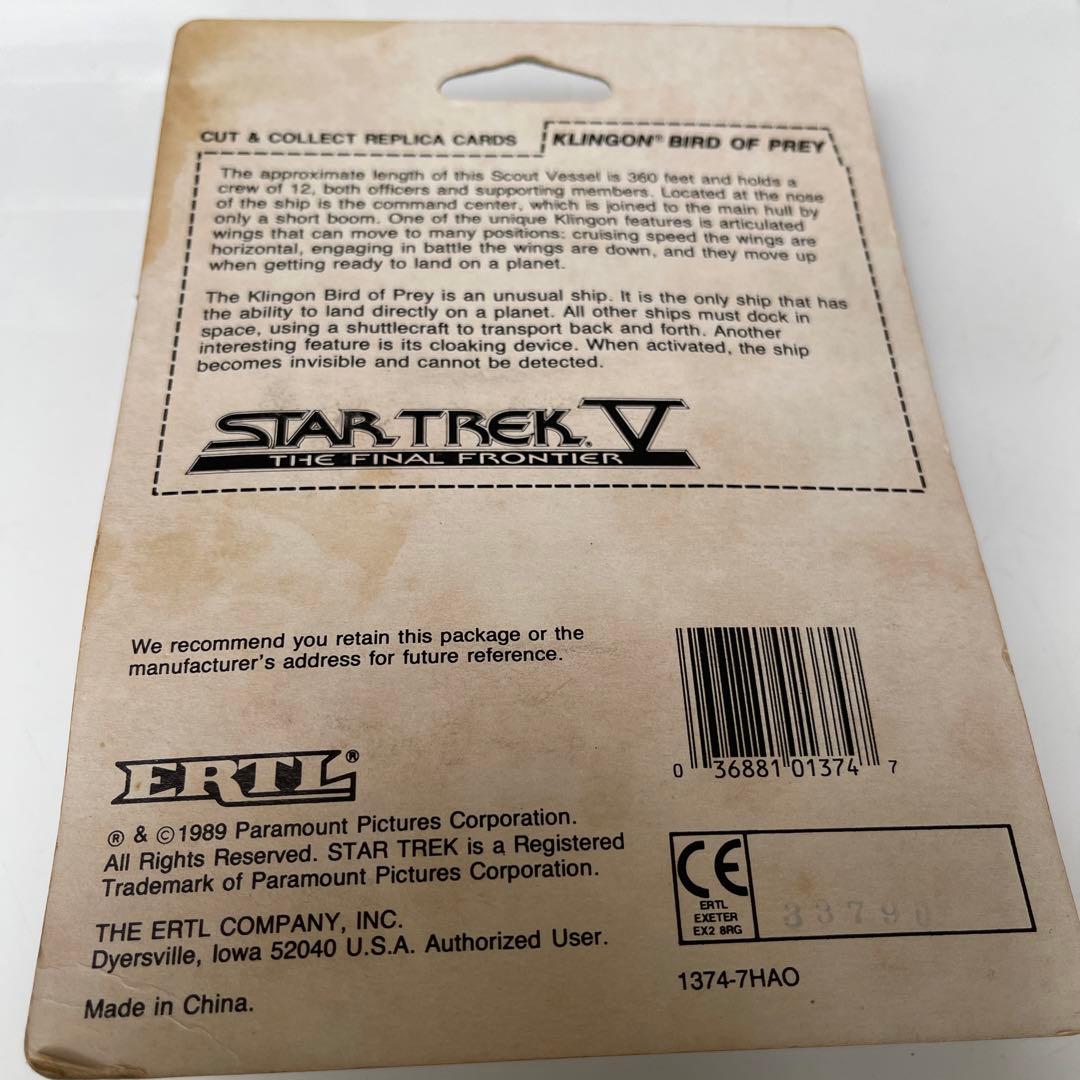 CUT & COLLECT REPLICA CARDS
KLINGON® BIRD OF PREY
The approximate length of this Scout Vessel is 360 feet and holds a
crew of 12, both officers and supporting members. Located at the nose
of the ship is the command center, which is joined to the main hull by
only a short boom. One of the unique Klingon features is articulated
wings that can move to many positions: cruising speed the wings are
horizontal, engaging in battle the wings are down, and they move up
when getting ready to land on a planet.
The Klingon Bird of Prey is an unusual ship. It is the only ship that has
the ability to land directly on a planet. All other ships must dock in
space, using a shuttlecraft to transport back and forth. Another
interesting feature is its cloaking device. When activated, the ship
becomes invisible and cannot be detected.
STAR TREK® V
THE FINAL FRONTIER
We recommend you retain this package or the
manufacturer's address for future reference.
0 36881 01374 7
ERTL®
® & ©1989 Paramount Pictures Corporation.
All Rights Reserved. STAR TREK is a Registered
Trademark of Paramount Pictures Corporation.
THE ERTL COMPANY, INC.
Dyersville, Iowa 52040 U.S.A. Authorized User.
Made in China.
CE
ERTL
EXETER
EX2 8RG
33790
1374-7HAO